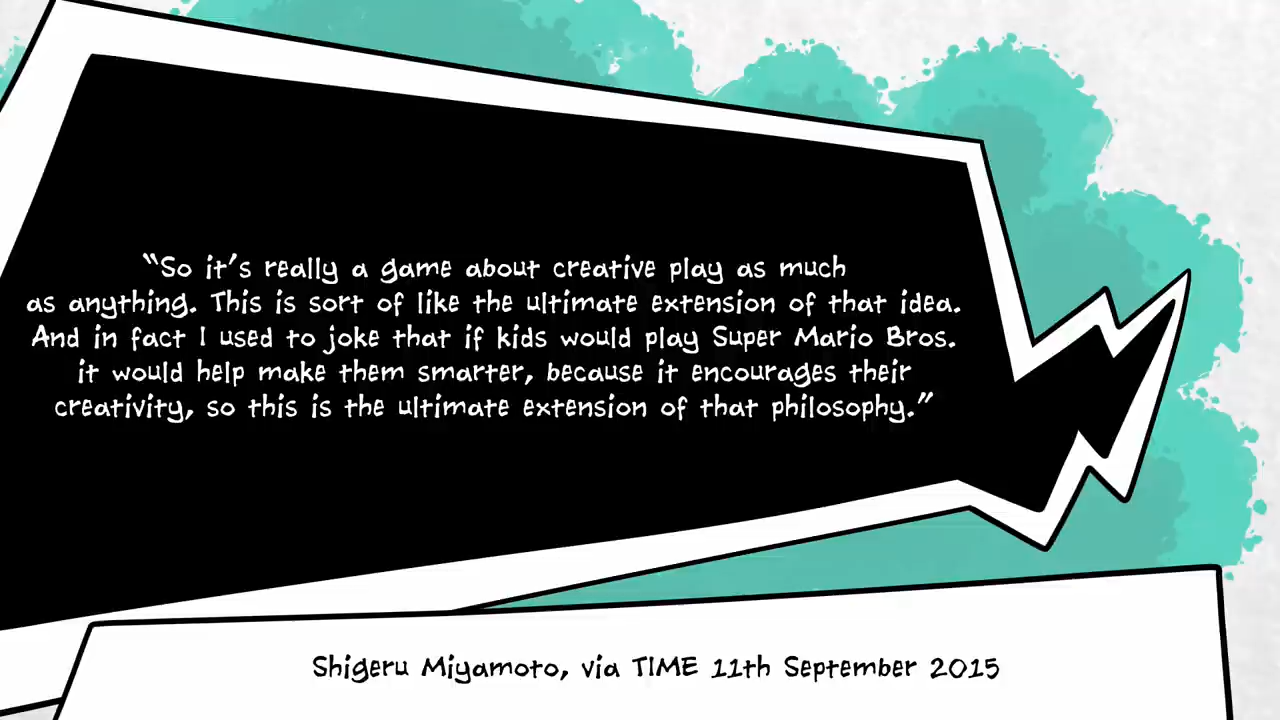 “So it’s really a game about creative play as much
as anything. This is sort of like the ultimate extension of that idea.
And in fact I used to joke that if kids would play Super Mario Bros.
it would help make them smarter, because it encourages their
creativity, so this is the ultimate extension of that philosophy.”
Shigeru Miyamoto, via TIME 11th September 2015